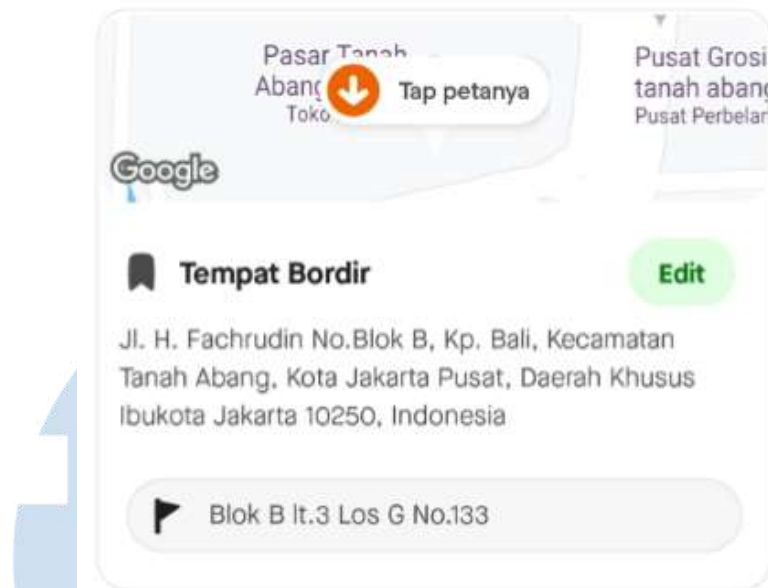 Pasar Tanah
Abang
Toko
Tap petanya
Pusat Grosi
tanah abang
Pusat Perbelan
Google
Tempat Bordir
Edit
Jl. H. Fachrudin No.Blok B, Kp. Bali, Kecamatan
Tanah Abang, Kota Jakarta Pusat, Daerah Khusus
Ibukota Jakarta 10250, Indonesia
Blok B lt.3 Los G No.133